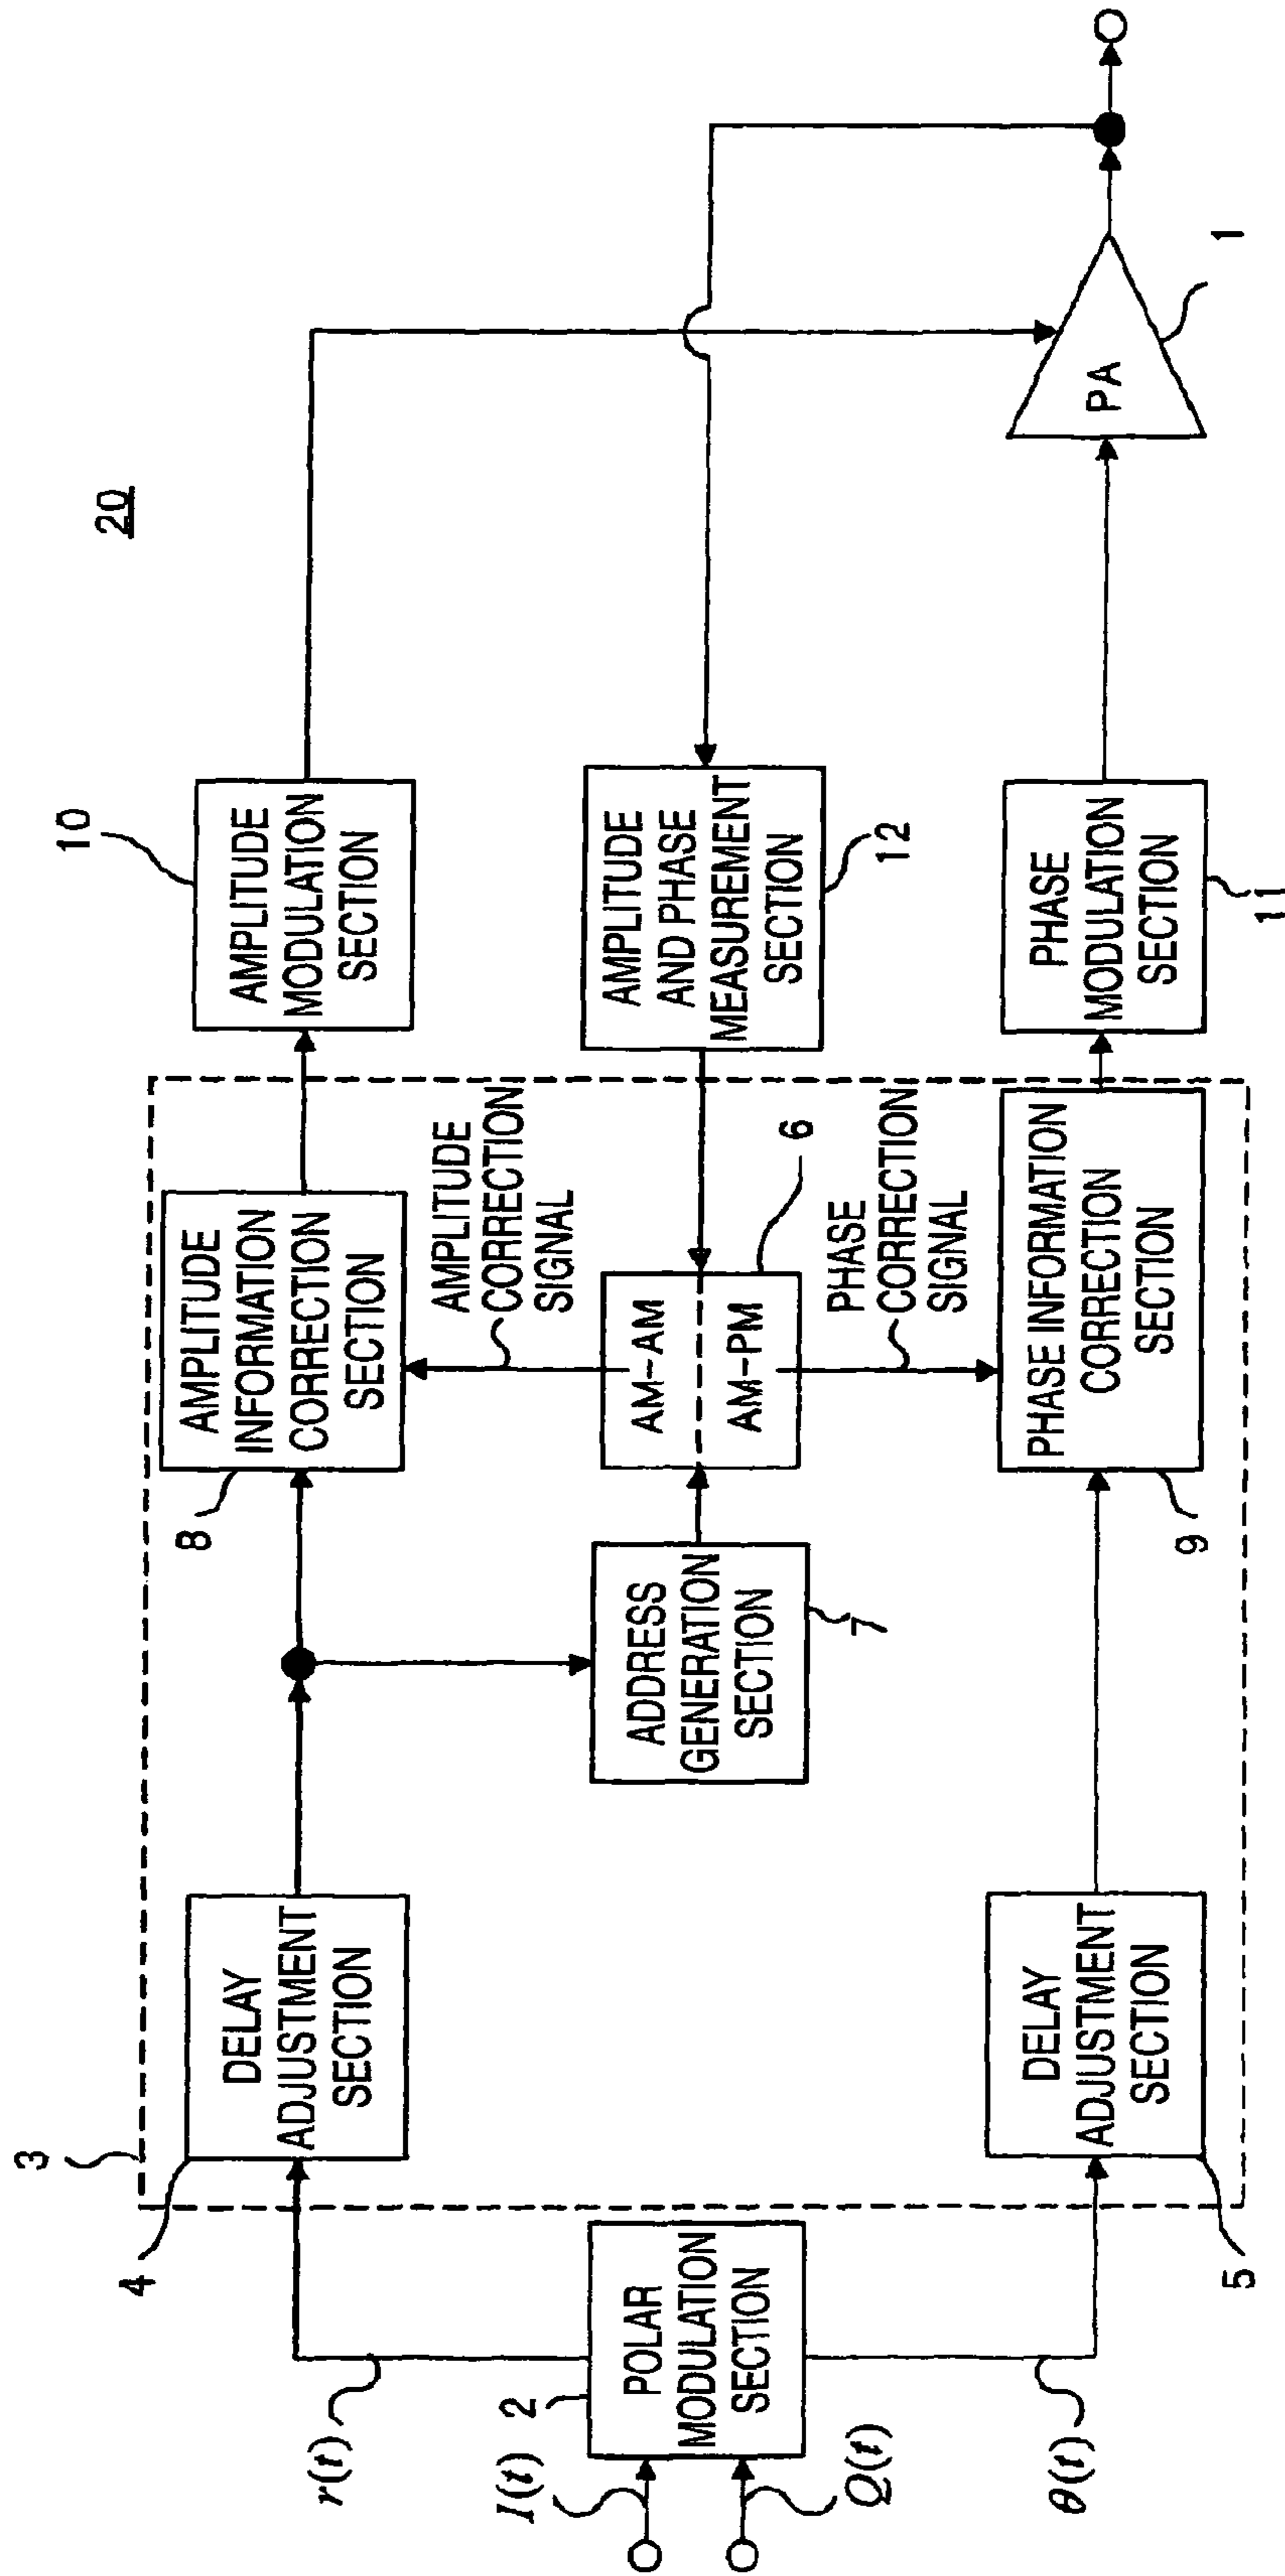 20
3
4
DELAY
ADJUSTMENT
SECTION
8
AMPLITUDE
INFORMATION
CORRECTION
SECTION
10
AMPLITUDE
MODULATION
SECTION
r(t)
I(t)
Q(t)
θ(t)
2
POLAR
MODULATION
SECTION
ADDRESS
GENERATION
SECTION
7
AMPLITUDE
CORRECTION
SIGNAL
AM-AM
AM-PM
6
PHASE
CORRECTION
SIGNAL
AMPLITUDE
AND PHASE
MEASUREMENT
SECTION
12
DELAY
ADJUSTMENT
SECTION
5
PHASE INFORMATION
CORRECTION
SECTION
9
PHASE
MODULATION
SECTION
11
PA
1